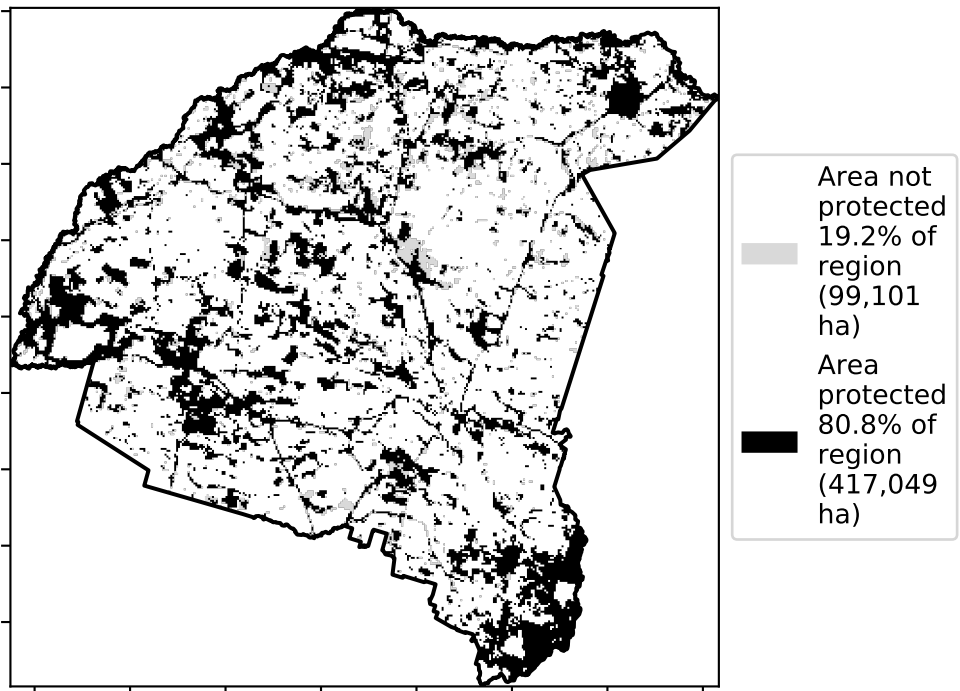 Area not
protected
19.2% of
region
(99,101
ha)
Area
protected
80.8% of
region
(417,049
ha)